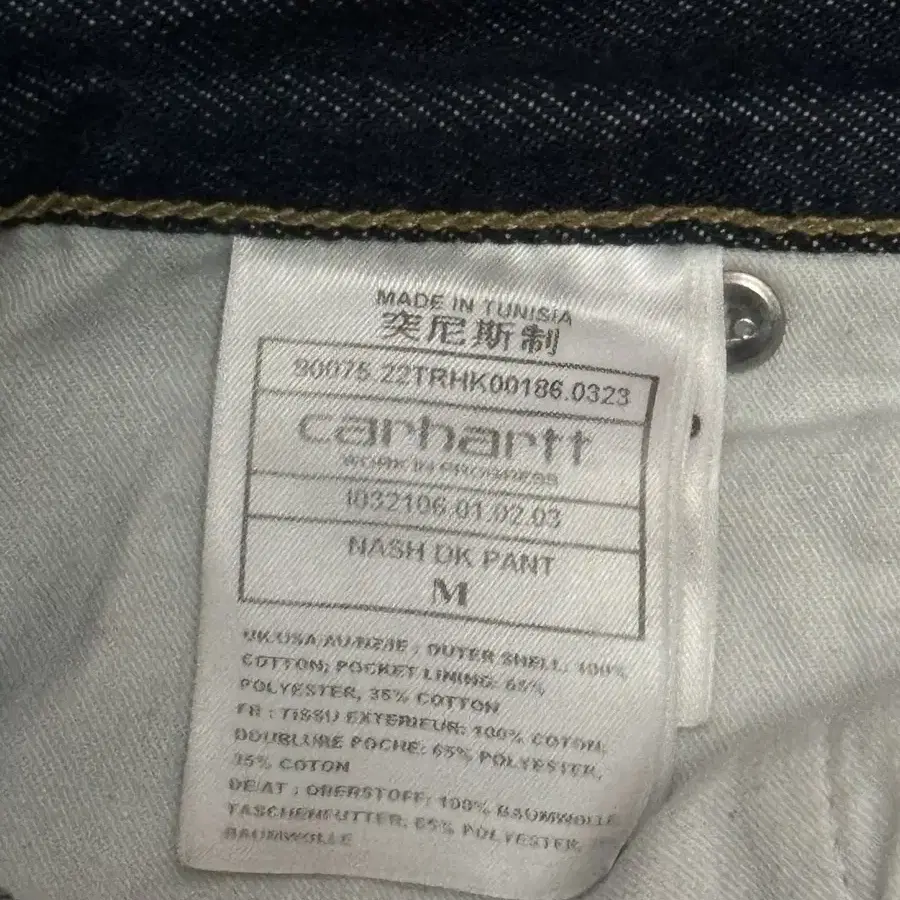 MADE IN TUNISIA
突尼斯制
90075.22TRHK00186.0323
carhartt
WORK IN PROGRESS
I032106.01.02.03
NASH DK PANT
M
UK/USA/AU/NZ/IE : OUTER SHELL: 100%
COTTON; POCKET LINING: 65%
POLYESTER, 35% COTTON
FR : TISSU EXTERIEUR: 100% COTON;
DOUBLURE POCHE: 65% POLYESTER,
35% COTON
DE/AT : OBERSTOFF: 100% BAUMWOLLE
TASCHENFUTTER: 65% POLYESTER
BAUMWOLLE